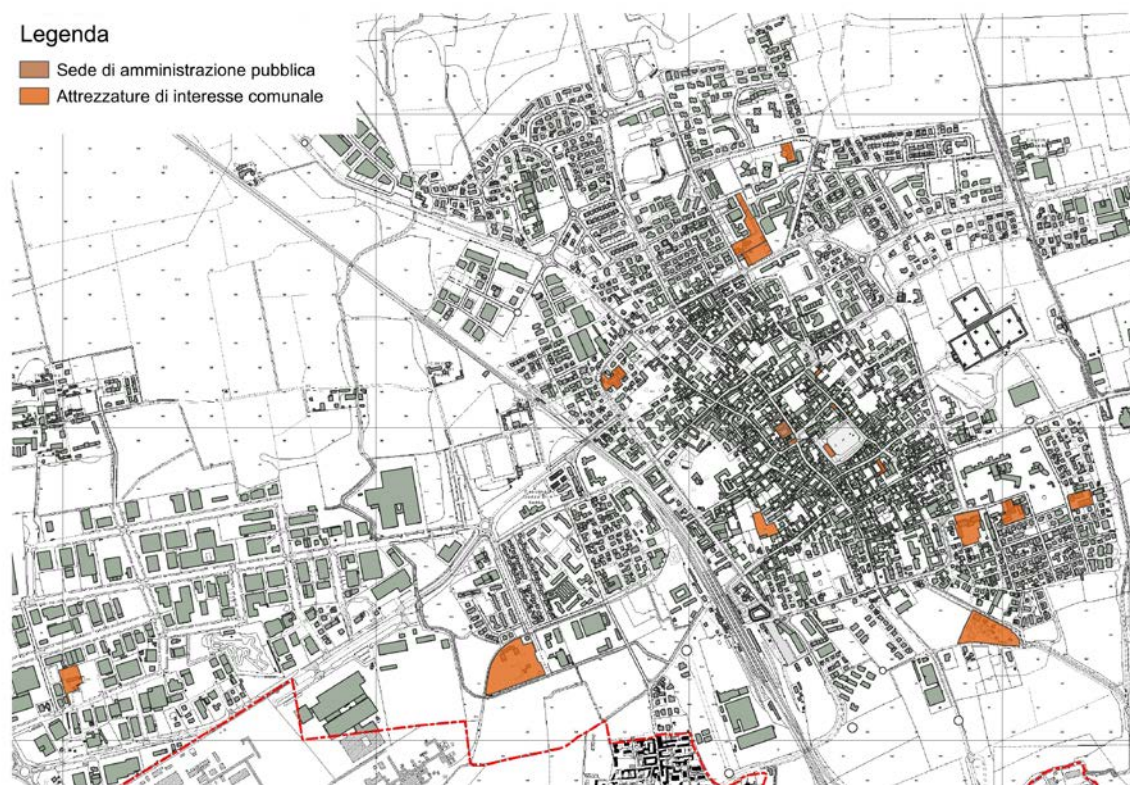 Legenda
Sede di amministrazione pubblica
Attrezzature di interesse comunale